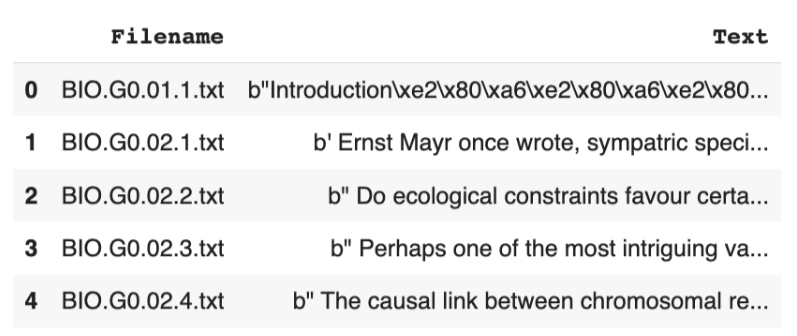 Filename Text
0 BIO.G0.01.1.txt b"Introduction\xe2\x80\xa6\xe2\x80\xa6\xe2\x80...
1 BIO.G0.02.1.txt b' Ernst Mayr once wrote, sympatric speci...
2 BIO.G0.02.2.txt b" Do ecological constraints favour certa...
3 BIO.G0.02.3.txt b" Perhaps one of the most intriguing va...
4 BIO.G0.02.4.txt b" The causal link between chromosomal re...